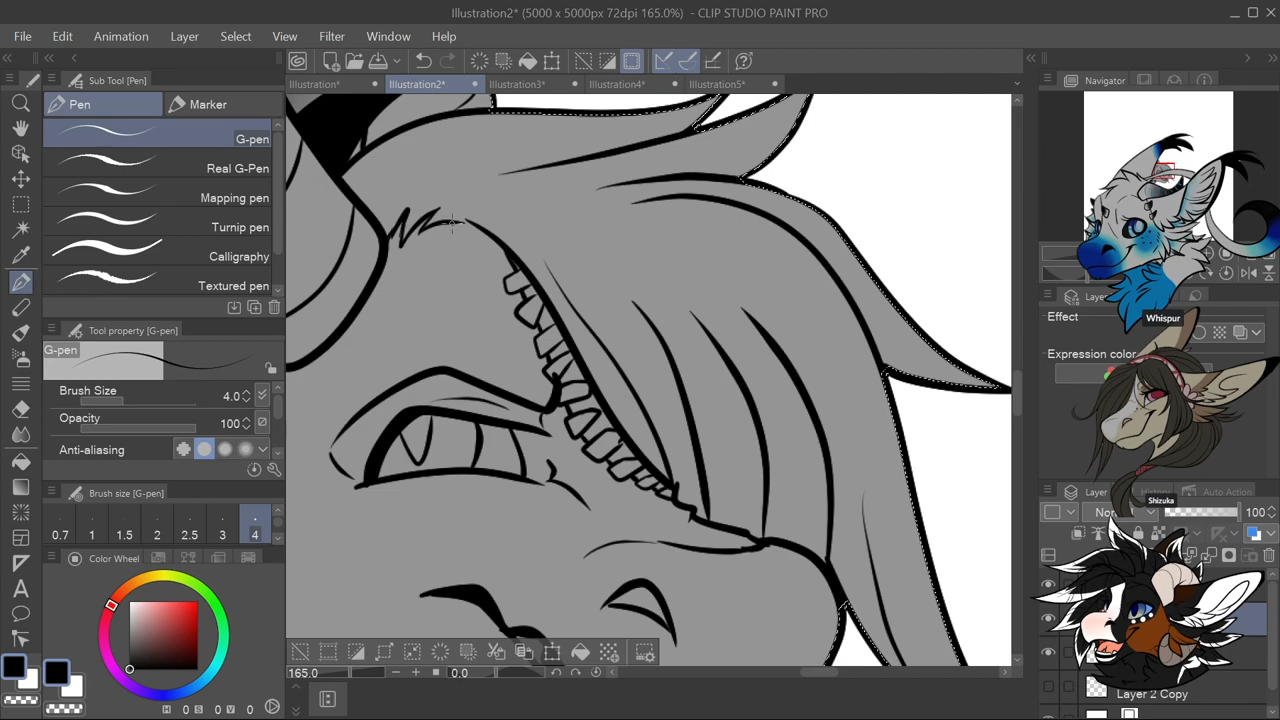 Illustration2* (5000 x 5000px 72dpi 165.0%) - CLIP STUDIO PAINT PRO
File Edit Animation Layer Select View Filter Window Help
Sub Tool [Pen]
Pen Marker
G-pen
Real G-Pen
Mapping pen
Turnip pen
Calligraphy
Textured pen
Tool property [G-pen]
G-pen
Brush Size 4.0
Opacity 100
Anti-aliasing
Brush size [G-pen]
0.7 1 1.5 2 2.5 3 4
Color Wheel
H 0 S 0 V 0
Illustration* Illustration2* Illustration3* Illustration4* Illustration5*
165.0 0.0
Navigator
Whispur
Effect
Expression color
Shizuka
Layer History Auto Action
100
Layer 2 Copy